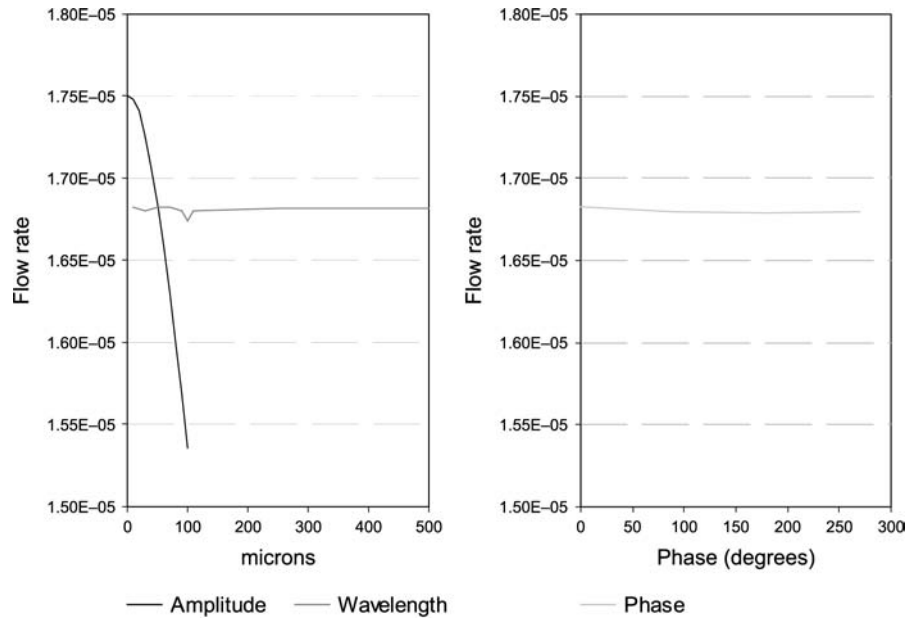 1.80E–05
1.75E–05
1.70E–05
1.65E–05
1.60E–05
1.55E–05
1.50E–05
Flow rate
0 100 200 300 400 500
microns
1.80E–05
1.75E–05
1.70E–05
1.65E–05
1.60E–05
1.55E–05
1.50E–05
Flow rate
0 50 100 150 200 250 300
Phase (degrees)
Amplitude Wavelength Phase